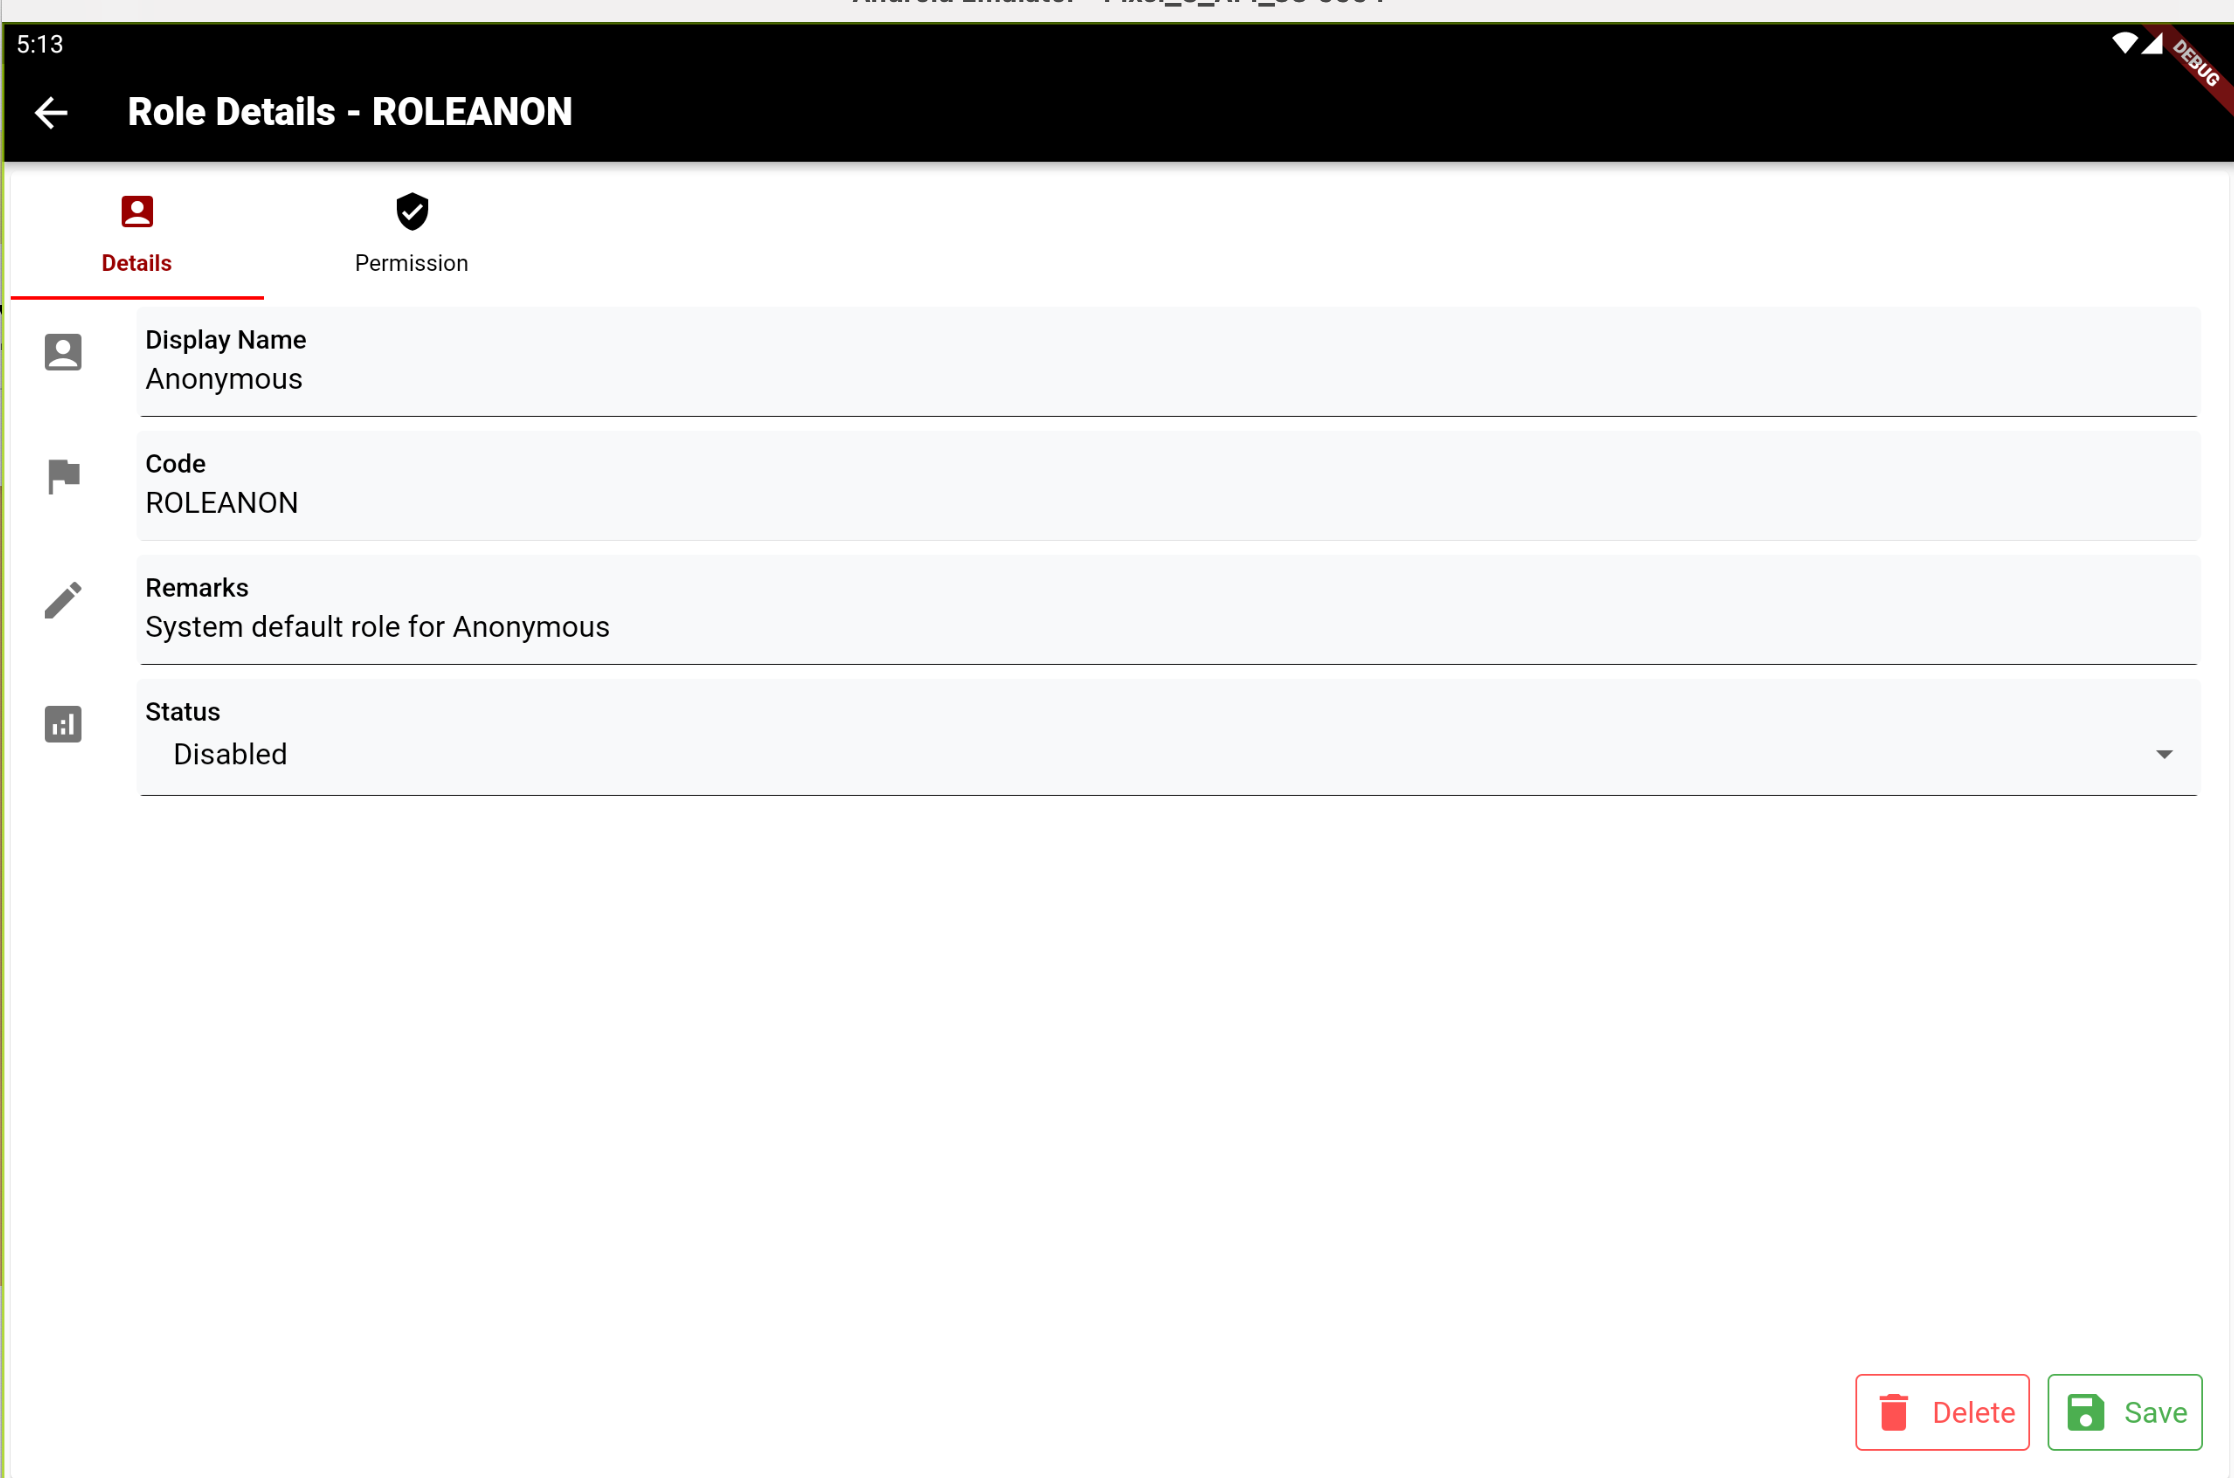 5:13
DEBUG
Role Details - ROLEANON
Details
Permission
Display Name
Anonymous
Code
ROLEANON
Remarks
System default role for Anonymous
Status
Disabled
Delete
Save